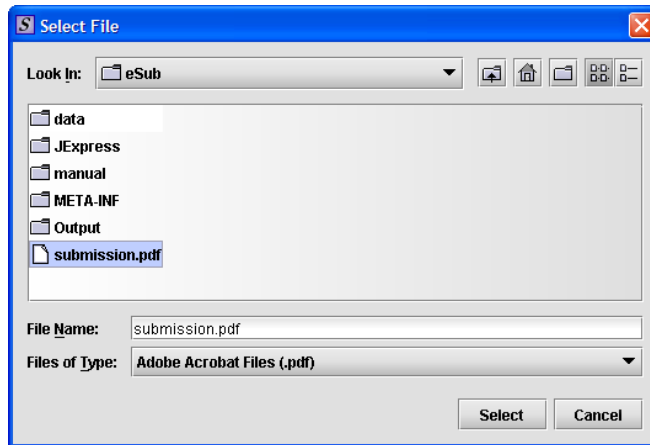 S Select File
Look In: eSub
data
JExpress
manual
META-INF
Output
submission.pdf
File Name: submission.pdf
Files of Type: Adobe Acrobat Files (.pdf)
Select Cancel